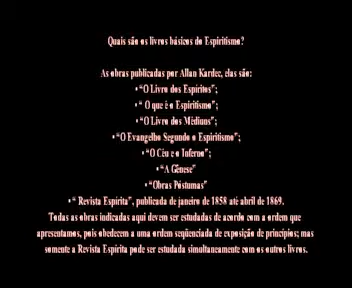 Quais são os livros básicos do Espiritismo?
As obras publicadas por Allan Kardec, elas são:
•“O Livro dos Espíritos”;
•“ O que é o Espiritismo”;
•“O Livro dos Médiuns”;
•“O Evangelho Segundo o Espiritismo”;
•“O Céu e o Inferno”;
•“A Gênese”
•“Obras Póstumas”
•“ Revista Espírita”, publicada de janeiro de 1858 até abril de 1869.
Todas as obras indicadas aqui devem ser estudadas de acordo com a ordem que
apresentamos, pois obedecem a uma ordem seqüenciada de exposição de princípios; mas
somente a Revista Espírita pode ser estudada simultaneamente com os outros livros.